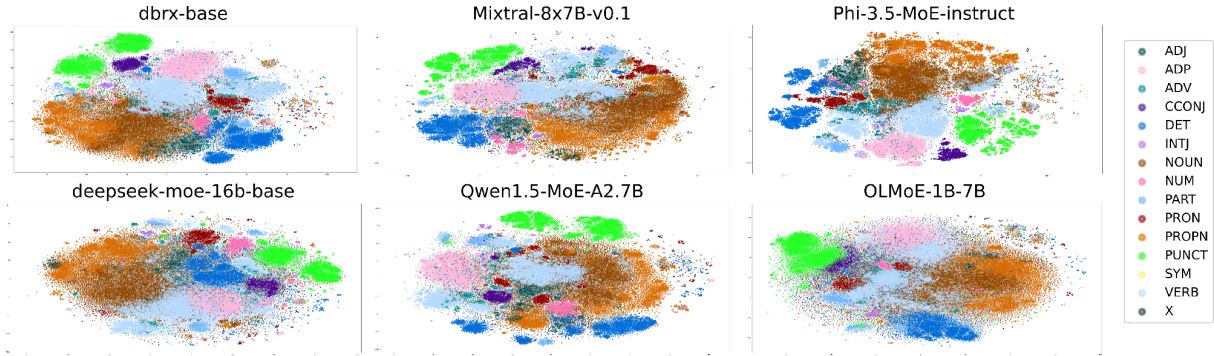 dbrx-base
Mixtral-8x7B-v0.1
Phi-3.5-MoE-instruct
deepseek-moe-16b-base
Qwen1.5-MoE-A2.7B
OLMoE-1B-7B
ADJ
ADP
ADV
CCONJ
DET
INTJ
NOUN
NUM
PART
PRON
PROPN
PUNCT
SYM
VERB
X